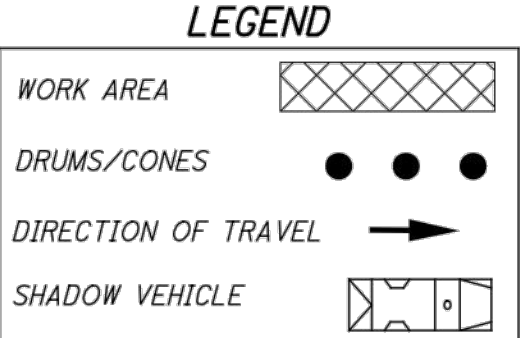 LEGEND
WORK AREA
DRUMS/CONES
DIRECTION OF TRAVEL
SHADOW VEHICLE